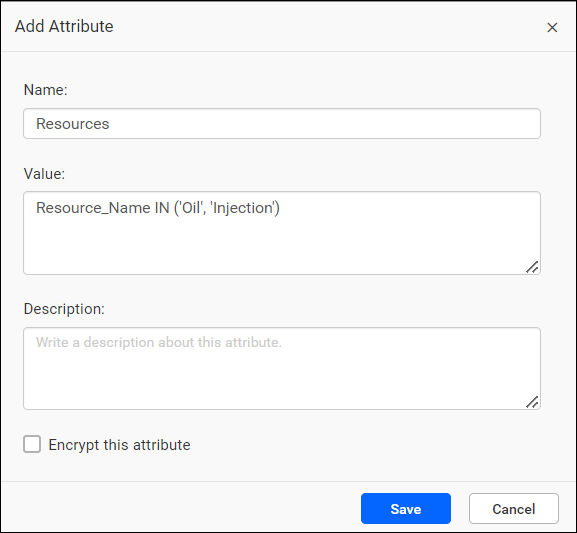 Add Attribute
Name:
Resources
Value:
Resource_Name IN ('Oil', 'Injection')
Description:
Write a description about this attribute.
Encrypt this attribute
Save
Cancel